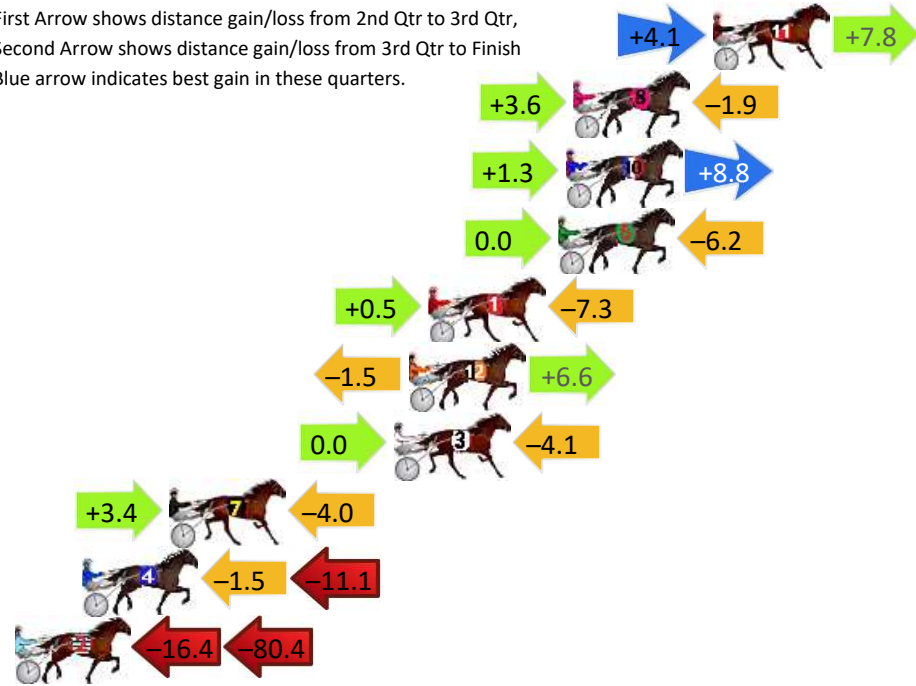 First Arrow shows distance gain/loss from 2nd Qtr to 3rd Qtr,
Second Arrow shows distance gain/loss from 3rd Qtr to Finish
Blue arrow indicates best gain in these quarters.
+4.1 11 +7.8
+3.6 8 –1.9
+1.3 10 +8.8
0.0 6 –6.2
+0.5 1 –7.3
–1.5 12 +6.6
0.0 3 –4.1
+3.4 7 –4.0
4 –1.5 –11.1
2 –16.4 –80.4